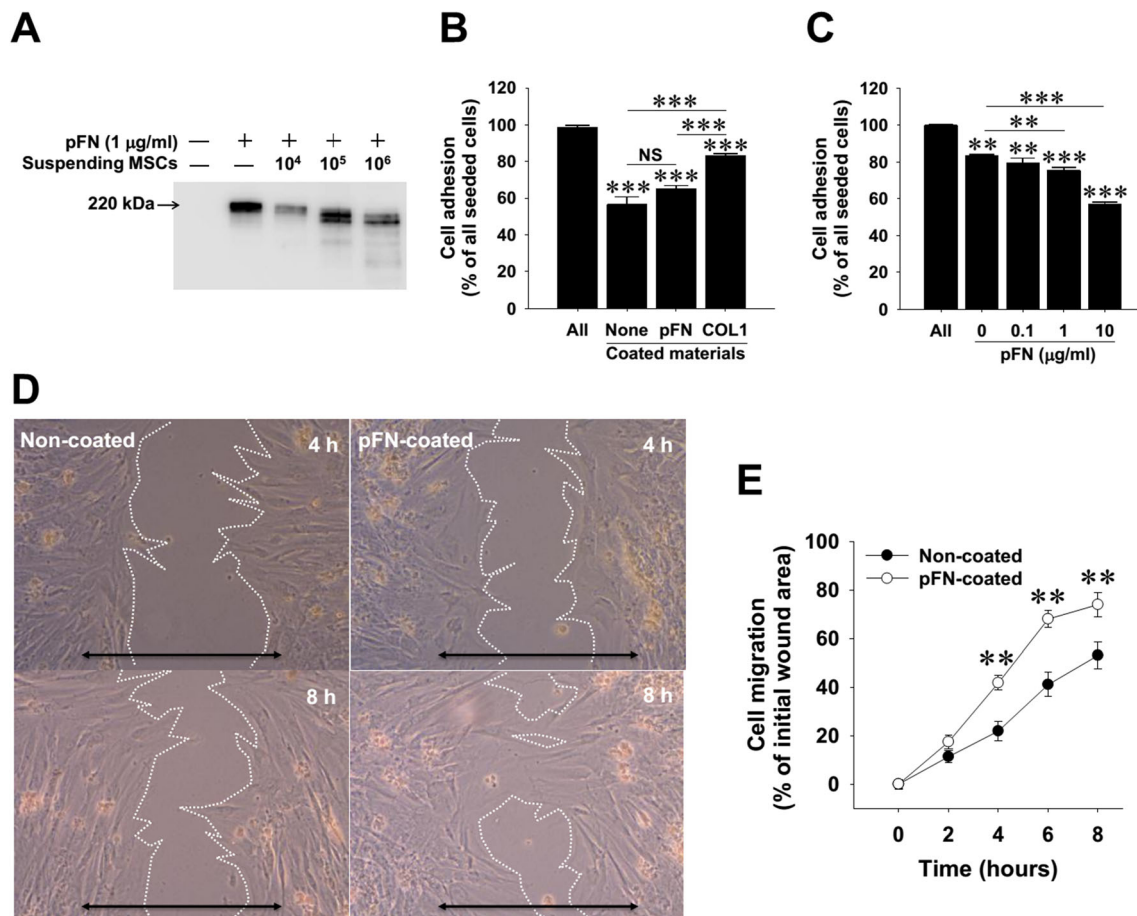 A
pFN (1 µg/ml) — + + + +
Suspending MSCs — — 10⁴ 10⁵ 10⁶
220 kDa→
B
Cell adhesion
(% of all seeded cells)
120
100
80
60
40
20
0
***
***
NS
***
***
***
All None pFN COL1
Coated materials
C
Cell adhesion
(% of all seeded cells)
120
100
80
60
40
20
0
***
**
** ** *** ***
All 0 0.1 1 10
pFN (µg/ml)
D
Non-coated 4 h
pFN-coated 4 h
8 h
8 h
E
Cell migration
(% of initial wound area)
100
80
60
40
20
0
Non-coated
pFN-coated
** ** **
0 2 4 6 8
Time (hours)